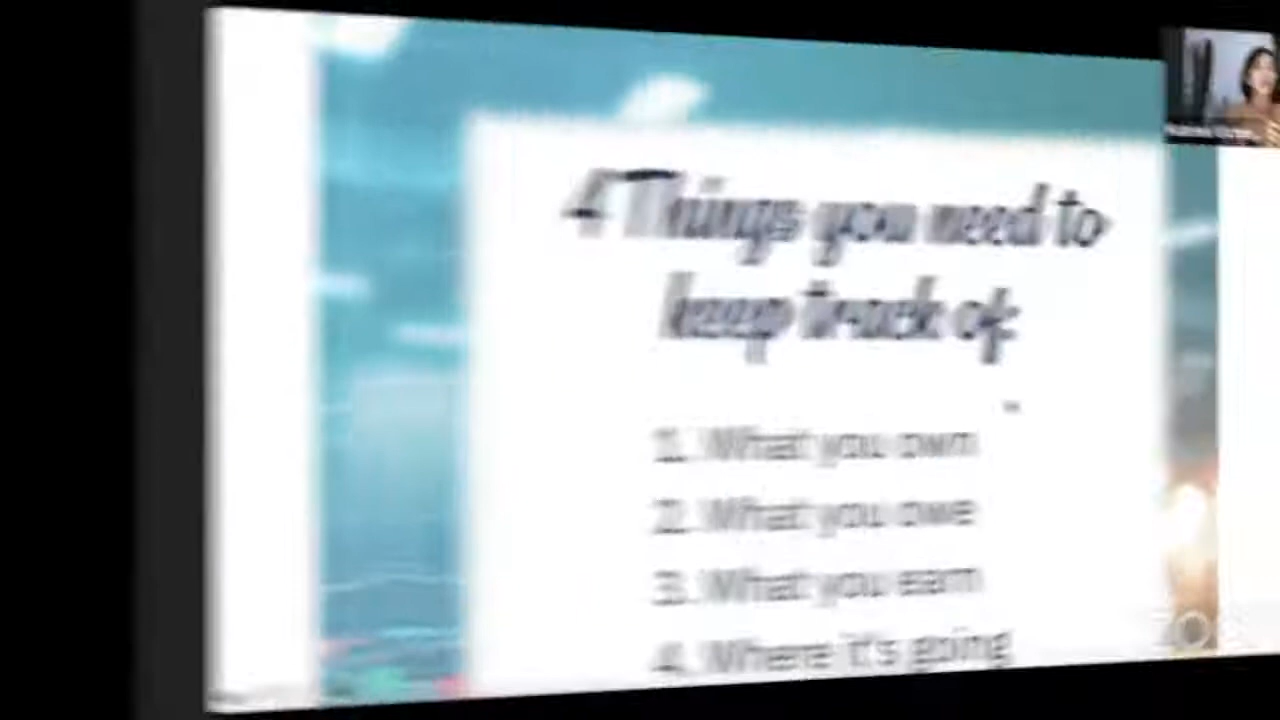 4 Things you need to
keep track of:
1. What you own
2. What you owe
3. What you earn
4. Where it's going